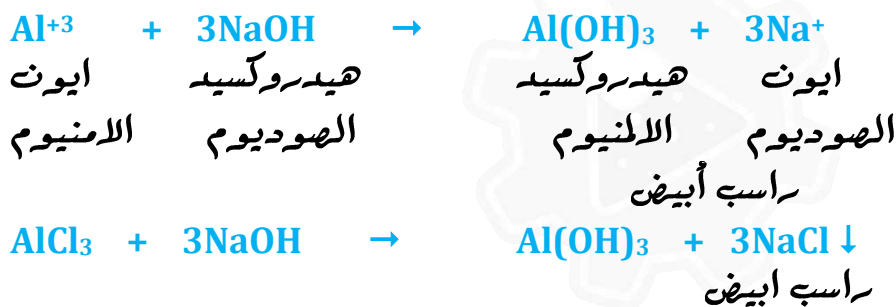 Al⁺³ + 3NaOH → Al(OH)₃ + 3Na⁺
ايون هيدروكسيد هيدروكسيد ايون
الامنيوم الصوديوم الالمنيوم الصوديوم
راسب أبيض
AlCl₃ + 3NaOH → Al(OH)₃ + 3NaCl ↓
راسب ابيض